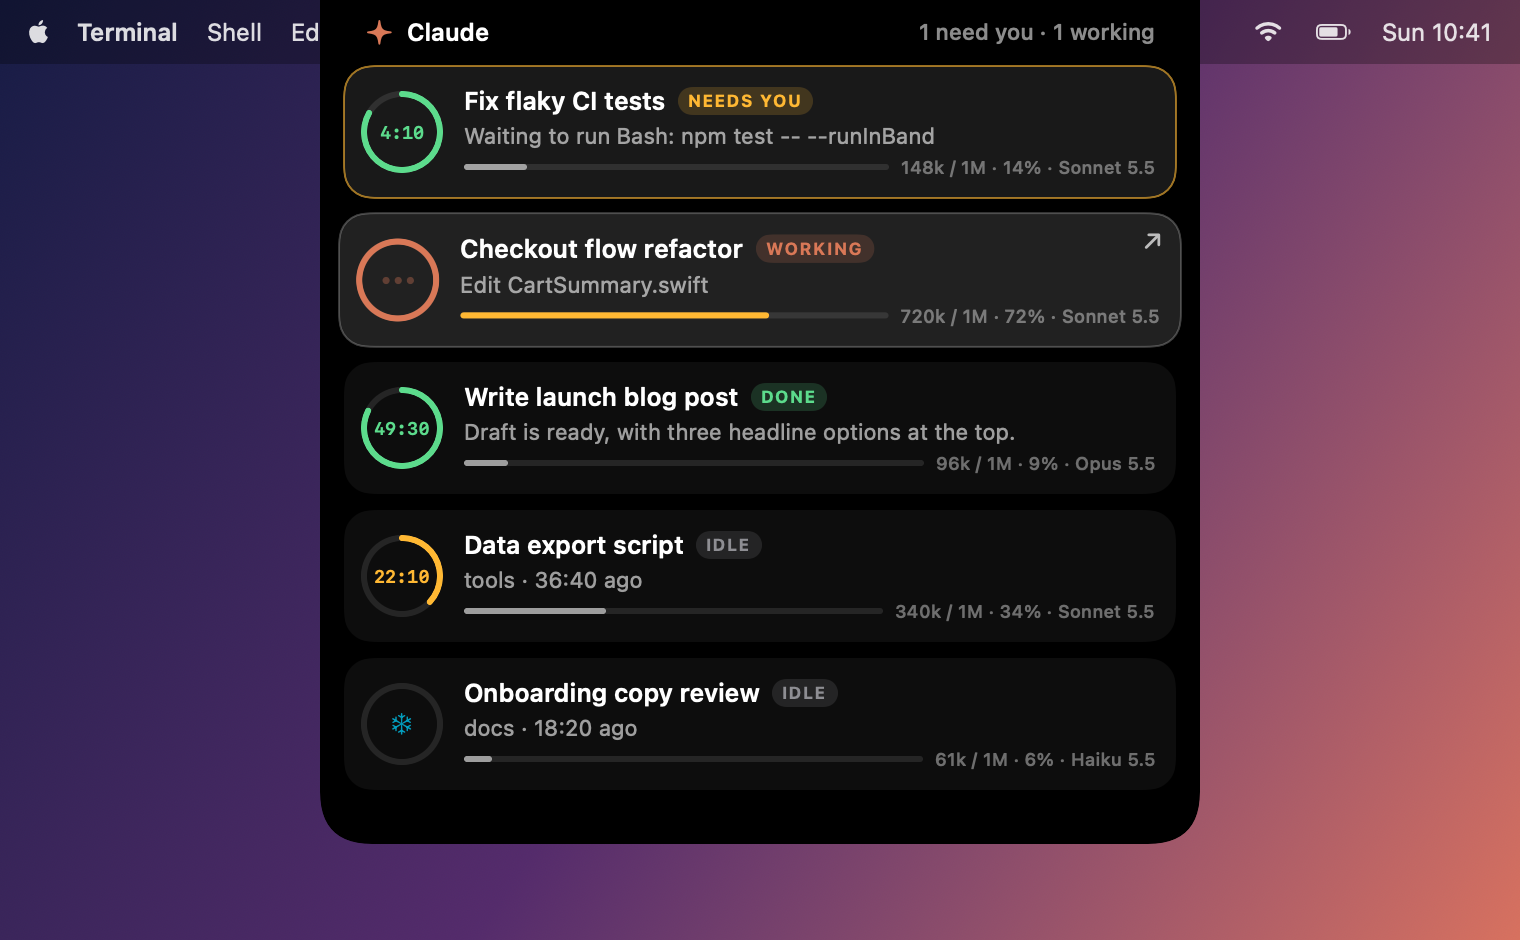 Terminal Shell Ed
Claude
1 need you · 1 working
Sun 10:41
4:10
Fix flaky CI tests NEEDS YOU
Waiting to run Bash: npm test -- --runInBand
148k / 1M · 14% · Sonnet 5.5
Checkout flow refactor WORKING
Edit CartSummary.swift
720k / 1M · 72% · Sonnet 5.5
49:30
Write launch blog post DONE
Draft is ready, with three headline options at the top.
96k / 1M · 9% · Opus 5.5
22:10
Data export script IDLE
tools · 36:40 ago
340k / 1M · 34% · Sonnet 5.5
Onboarding copy review IDLE
docs · 18:20 ago
61k / 1M · 6% · Haiku 5.5